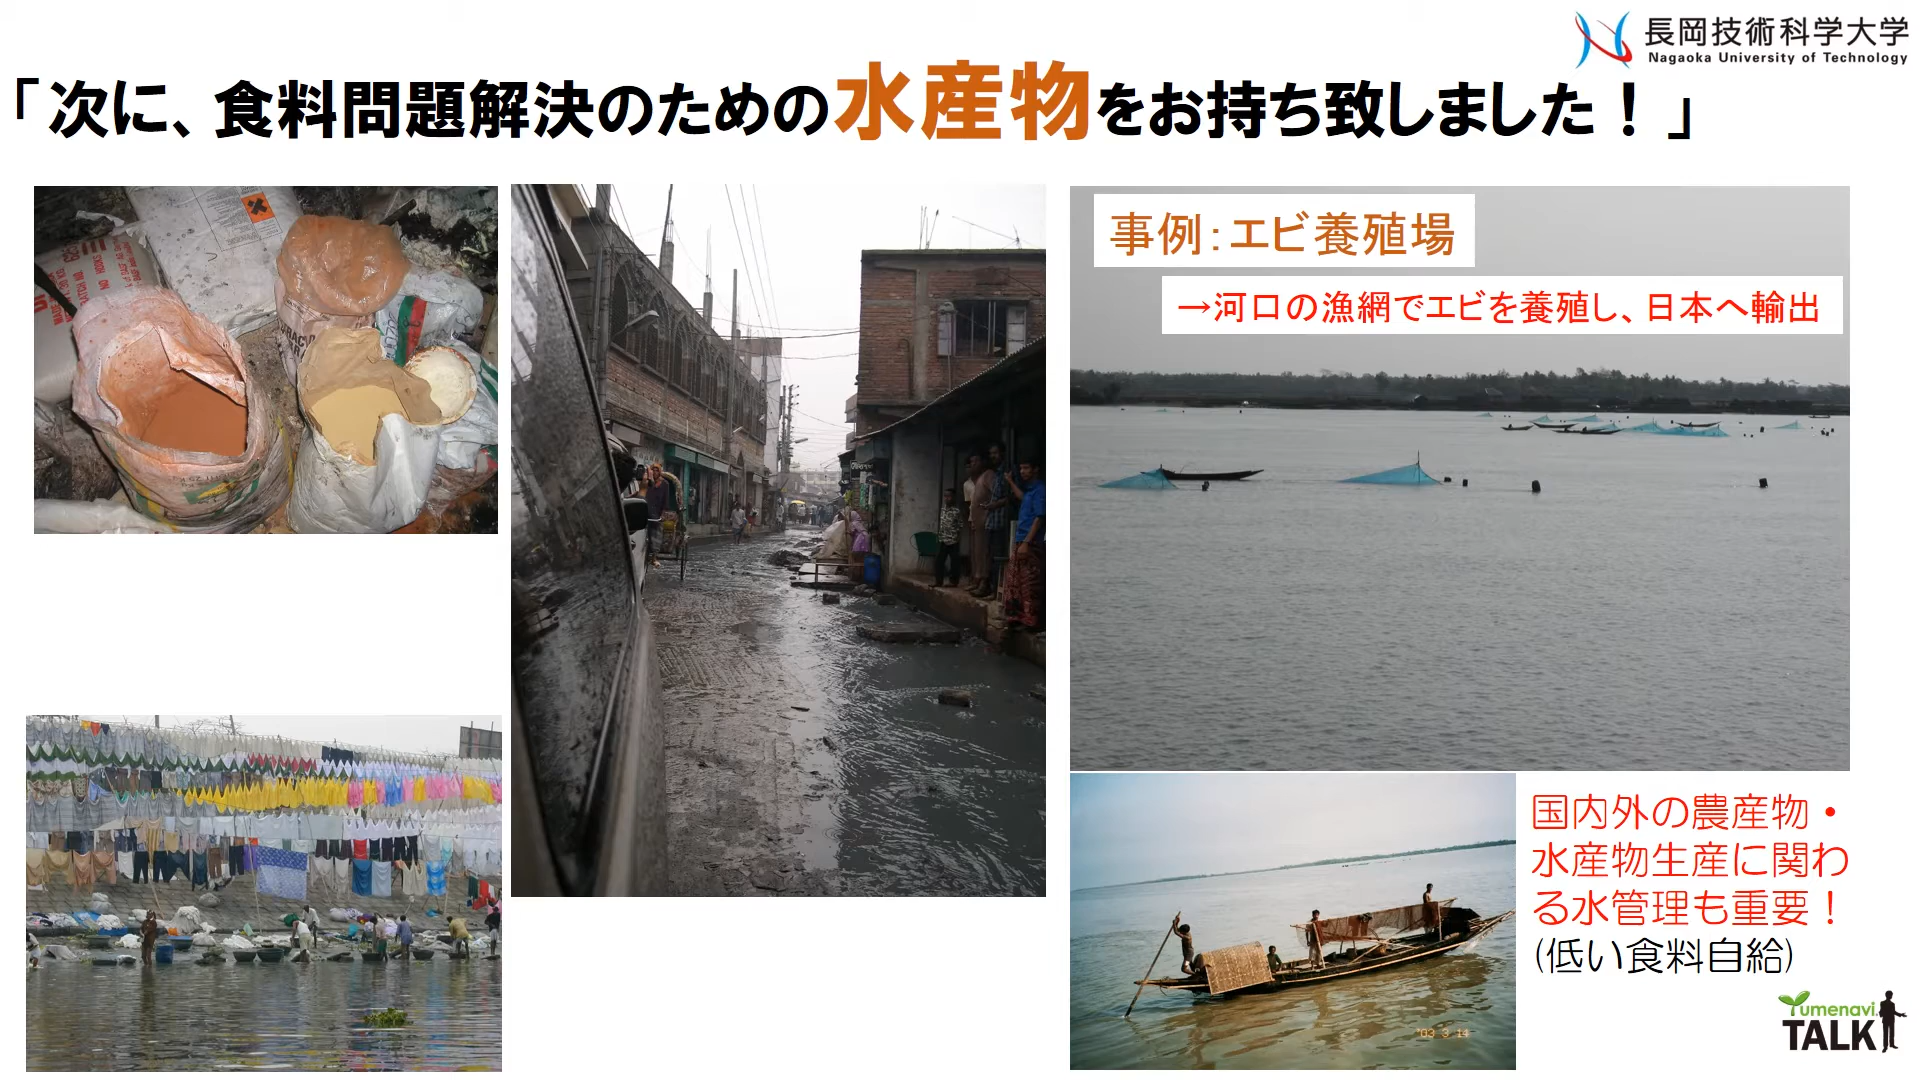 長岡技術科学大学
Nagaoka University of Technology
「次に、食料問題解決のための水産物をお持ち致しました！」
事例：エビ養殖場
→河口の漁網でエビを養殖し、日本へ輸出
国内外の農産物・
水産物生産に関わ
る水管理も重要！
(低い食料自給)
'03 3 14
Yumenavi
TALK